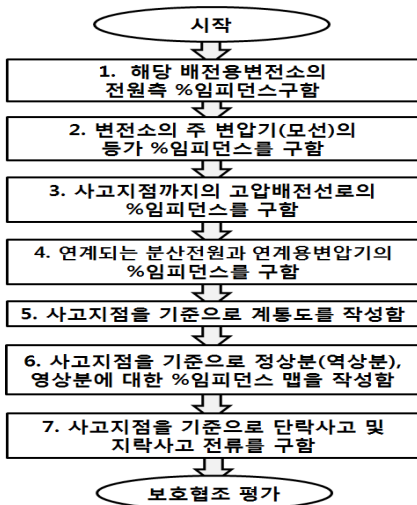 시작
1. 해당 배전용변전소의
전원측 %임피던스구함
2. 변전소의 주 변압기(모선)의
등가 %임피던스를 구함
3. 사고지점까지의 고압배전선로의
%임피던스를 구함
4. 연계되는 분산전원과 연계용변압기의
%임피던스를 구함
5. 사고지점을 기준으로 계통도를 작성함
6. 사고지점을 기준으로 정상분(역상분),
영상분에 대한 %임피던스 맵을 작성함
7. 사고지점을 기준으로 단락사고 및
지락사고 전류를 구함
보호협조 평가